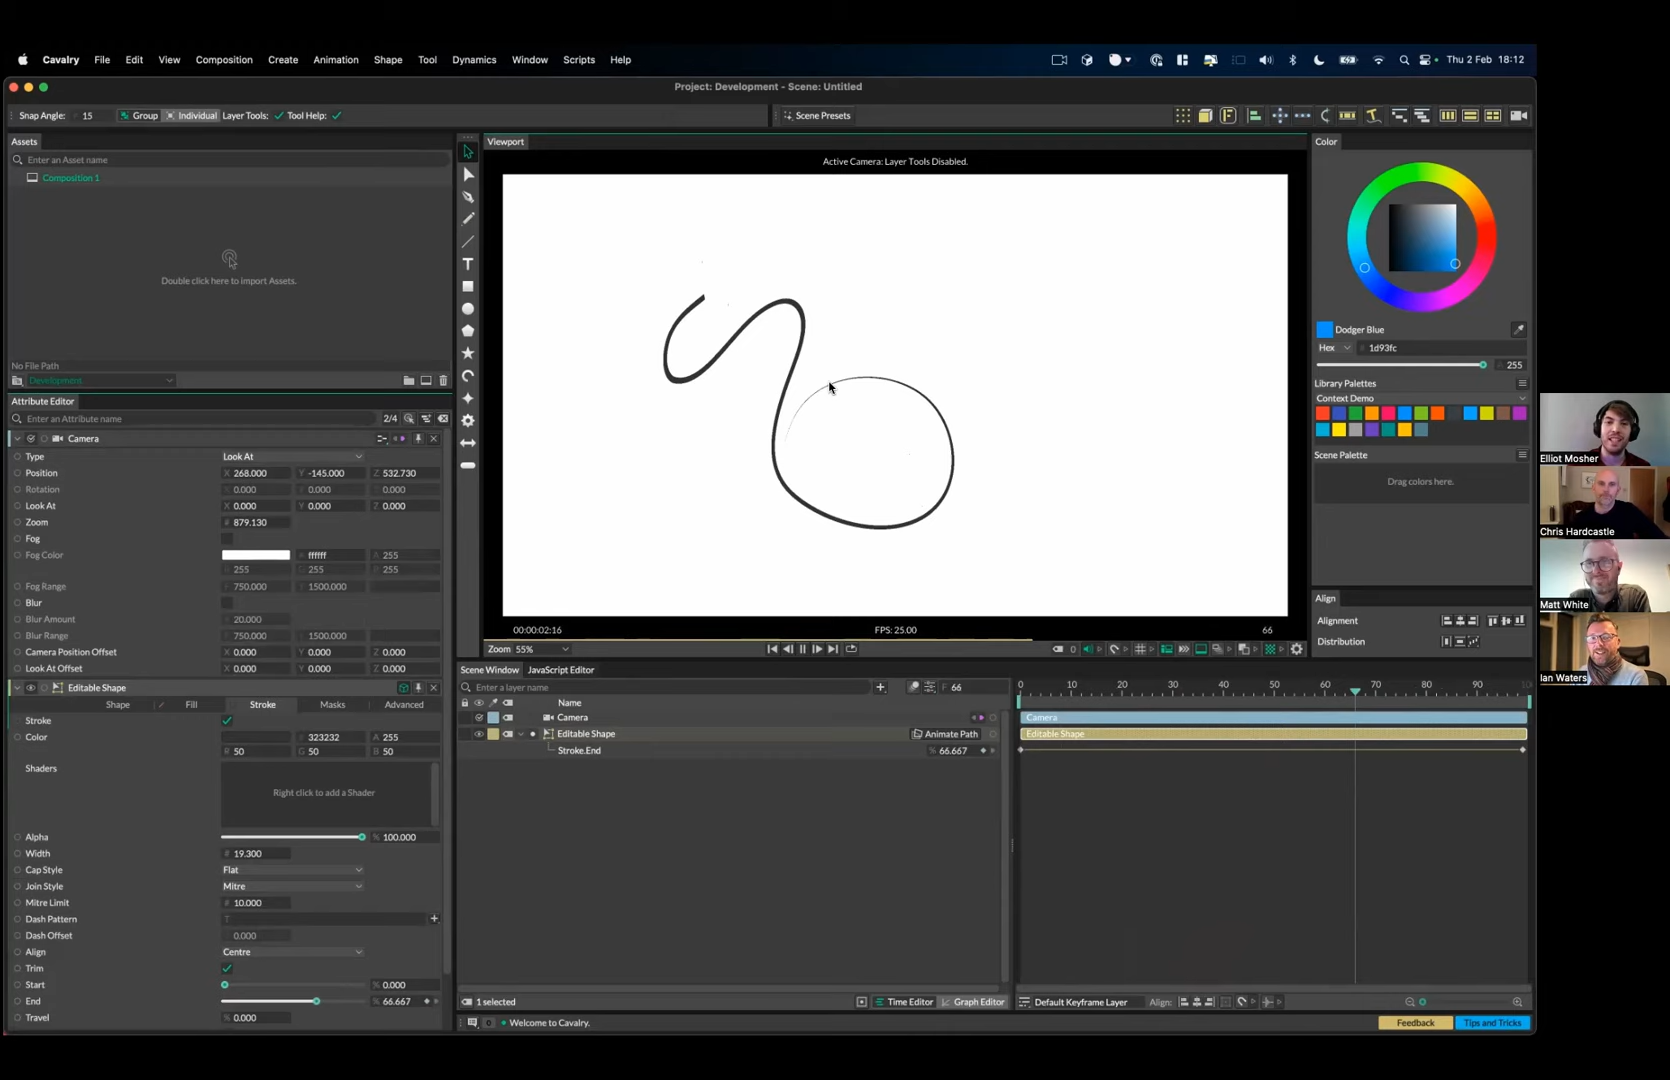 Cavalry File Edit View Composition Create Animation Shape Tool Dynamics Window Scripts Help Thu 2 Feb 18:12
Project: Development - Scene: Untitled
Snap Angle: 15 Group Individual Layer Tools: Tool Help: Scene Presets
Assets
Enter an Asset name
Composition 1
Double click here to import Assets.
No File Path
Development
Attribute Editor
Enter an Attribute name 2/4
Camera
Type Look At
Position X 268.000 Y -145.000 Z 532.730
Rotation X 0.000 Y 0.000 Z 0.000
Look At X 0.000 Y 0.000 Z 0.000
Zoom # 879.130
Fog
Fog Color # ffffff A 255
255 255 255
Fog Range 750.000 1500.000
Blur
Blur Amount 20.000
Blur Range 750.000 1500.000
Camera Position Offset X 0.000 Y 0.000 Z 0.000
Look At Offset X 0.000 Y 0.000 Z 0.000
Editable Shape
Shape Fill Stroke Masks Advanced
Stroke
Color # 323232 A 255
R 50 G 50 B 50
Shaders
Right click to add a Shader
Alpha % 100.000
Width # 19.300
Cap Style Flat
Join Style Mitre
Mitre Limit # 10.000
Dash Pattern T
Dash Offset 0.000
Align Centre
Trim
Start % 0.000
End % 66.667
Travel % 0.000
Viewport
Active Camera: Layer Tools Disabled.
00:00:02:16 FPS: 25.00 66
Zoom 55% 0
Scene Window JavaScript Editor
Enter a layer name F 66
Name
Camera
Editable Shape Animate Path
Stroke.End % 66.667
1 selected Time Editor Graph Editor
Welcome to Cavalry.
0 10 20 30 40 50 60 70 80 90
Camera
Editable Shape
Default Keyframe Layer Align:
Feedback Tips and Tricks
Color
Dodger Blue
Hex # 1d93fc
255
Library Palettes
Context Demo
Scene Palette
Drag colors here.
Align
Alignment
Distribution
Elliot Mosher
Chris Hardcastle
Matt White
Ian Waters